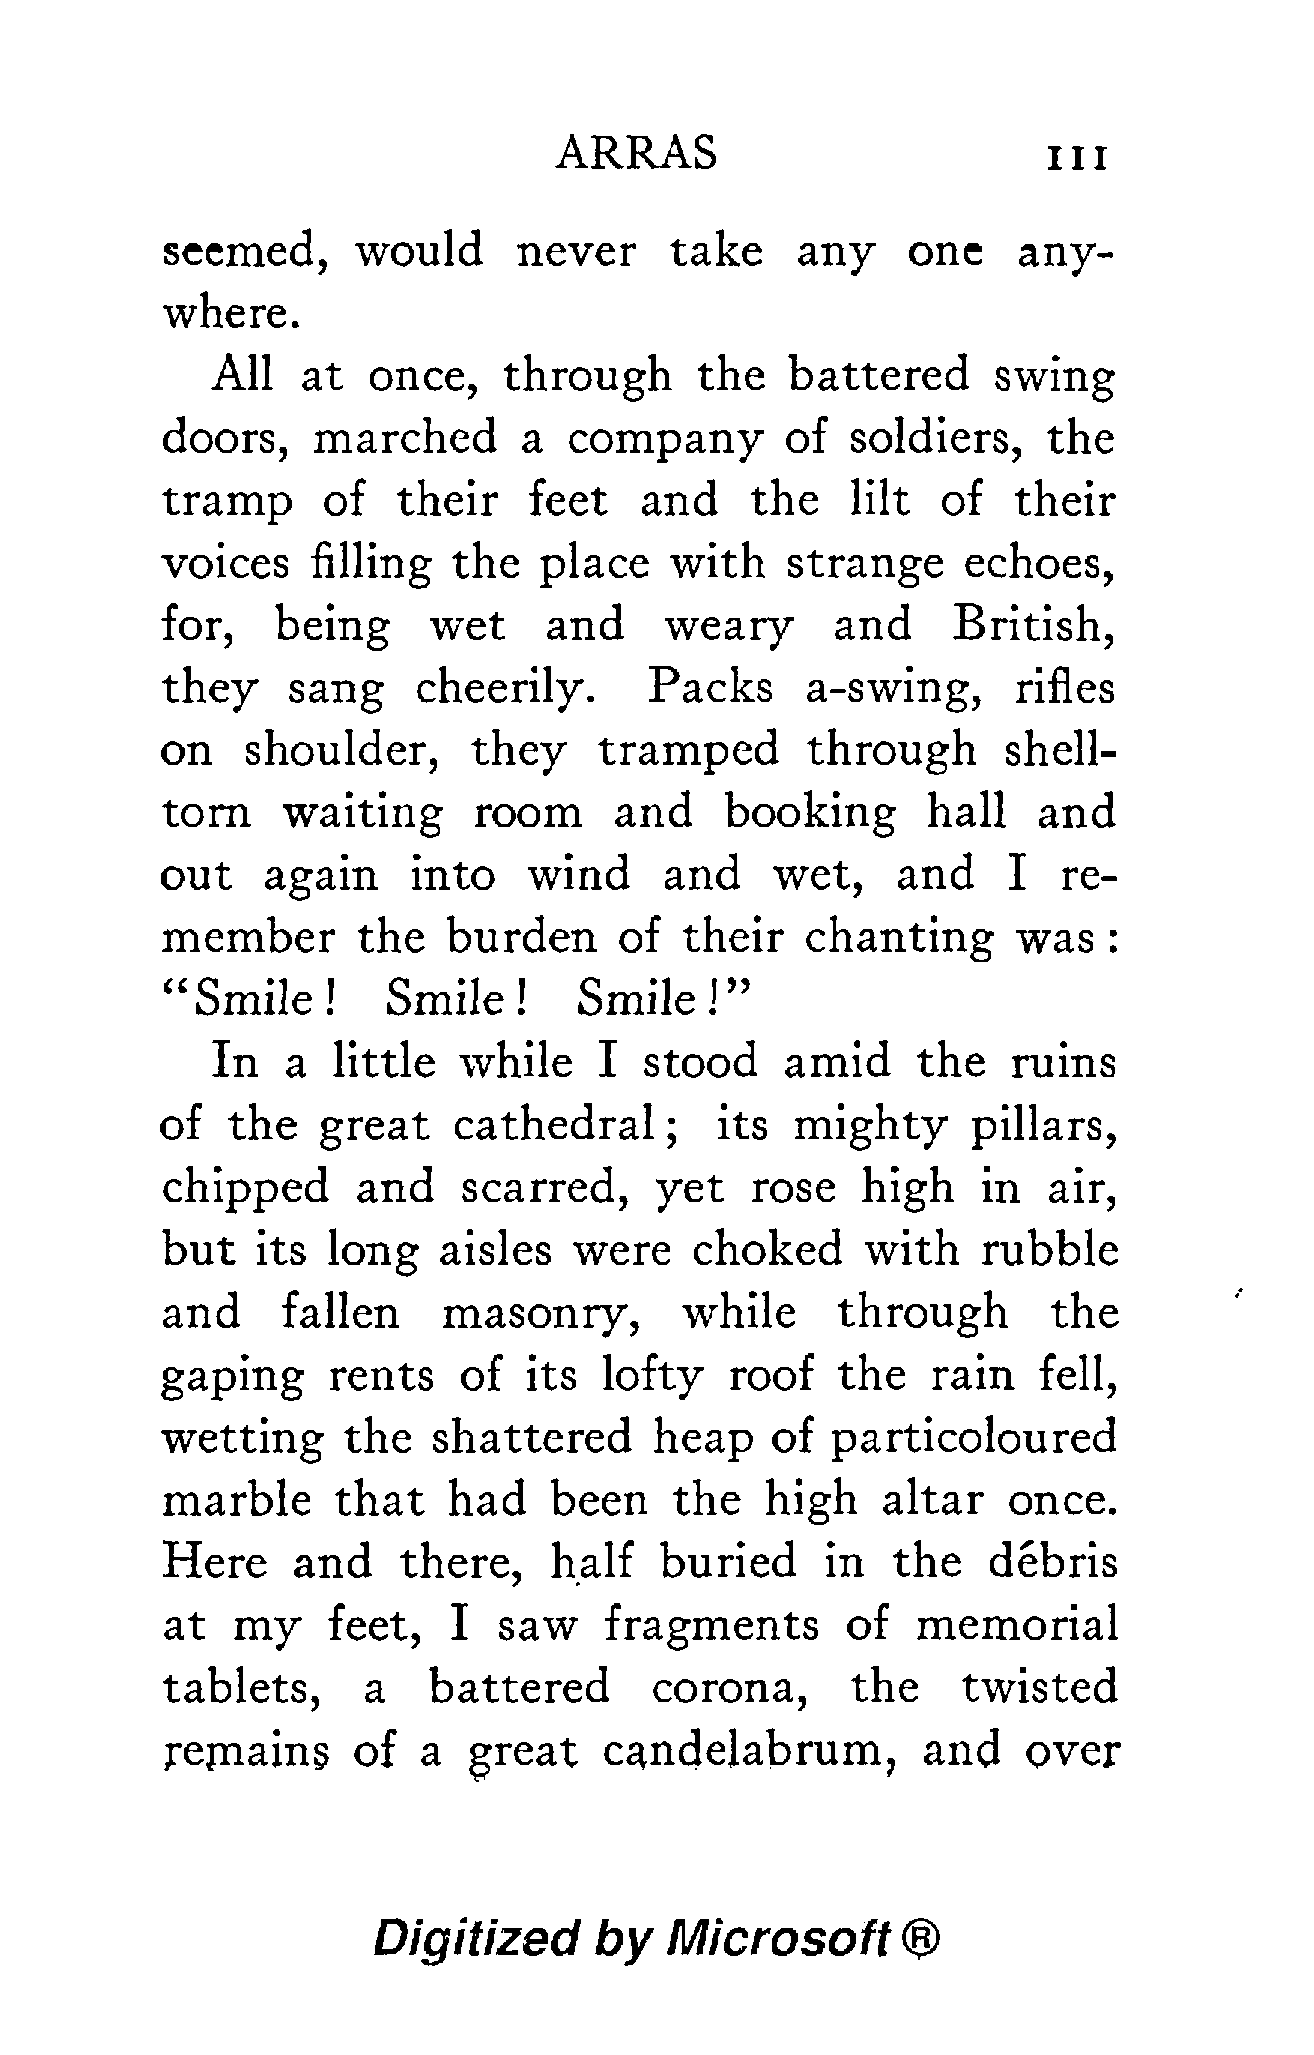 ARRAS 111
seemed, would never take any one any-
where.
All at once, through the battered swing
doors, marched a company of soldiers, the
tramp of their feet and the lilt of their
voices filling the place with strange echoes,
for, being wet and weary and British,
they sang cheerily. Packs a-swing, rifles
on shoulder, they tramped through shell-
torn waiting room and booking hall and
out again into wind and wet, and I re-
member the burden of their chanting was :
“Smile ! Smile ! Smile !”
In a little while I stood amid the ruins
of the great cathedral ; its mighty pillars,
chipped and scarred, yet rose high in air,
but its long aisles were choked with rubble
and fallen masonry, while through the
gaping rents of its lofty roof the rain fell,
wetting the shattered heap of particoloured
marble that had been the high altar once.
Here and there, half buried in the débris
at my feet, I saw fragments of memorial
tablets, a battered corona, the twisted
remains of a great candelabrum, and over
Digitized by Microsoft ®